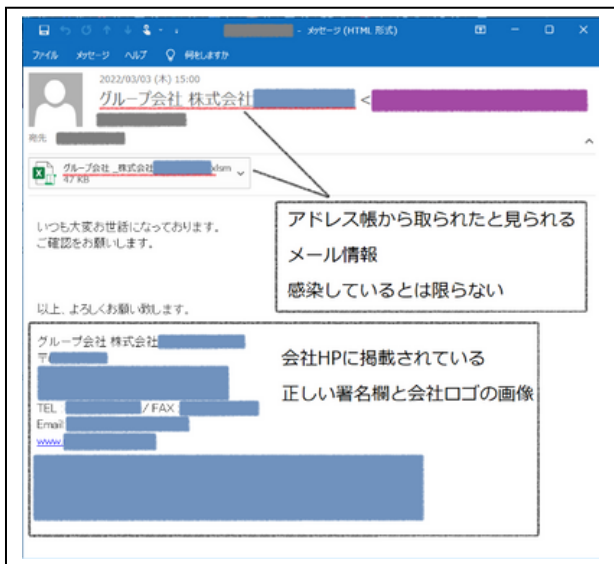 - メッセージ (HTML 形式)
ファイル メッセージ ヘルプ 何をしますか
2022/03/03 (木) 15:00
グループ会社 株式会社 <
宛先
グループ会社_株式会社 xlsm
47 KB
アドレス帳から取られたと見られる
メール情報
感染しているとは限らない
いつも大変お世話になっております。
ご確認をお願いします。
以上、よろしくお願い致します。
グループ会社 株式会社
〒
TEL / FAX
Email:
www.
会社HPに掲載されている
正しい署名欄と会社ロゴの画像